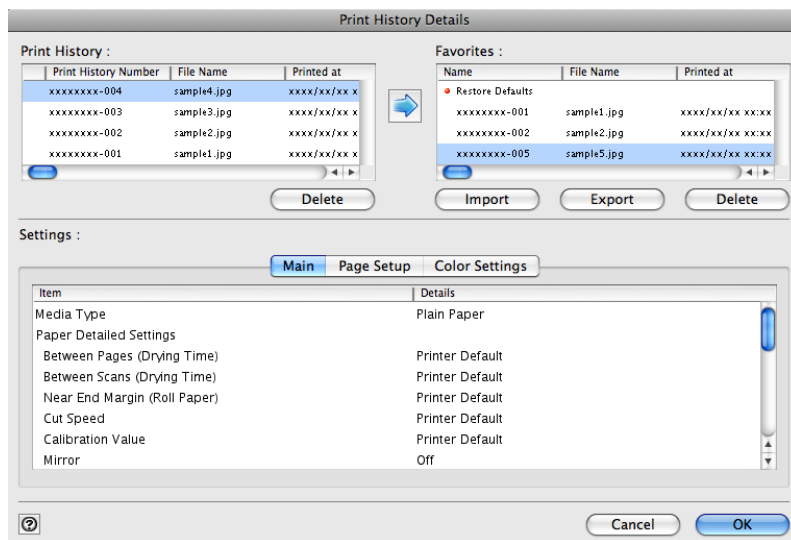 Print History Details
Print History : Favorites :
Print History Number File Name Printed at Name File Name Printed at
xxxxxxxx-004 sample4.jpg xxxx/xx/xx x Restore Defaults
xxxxxxxx-003 sample3.jpg xxxx/xx/xx x xxxxxxxx-001 sample1.jpg xxxx/xx/xx xx:xx
xxxxxxxx-002 sample2.jpg xxxx/xx/xx x xxxxxxxx-002 sample2.jpg xxxx/xx/xx xx:xx
xxxxxxxx-001 sample1.jpg xxxx/xx/xx x xxxxxxxx-005 sample5.jpg xxxx/xx/xx xx:xx
Delete Import Export Delete
Settings :
Main Page Setup Color Settings
Item Details
Media Type Plain Paper
Paper Detailed Settings
Between Pages (Drying Time) Printer Default
Between Scans (Drying Time) Printer Default
Near End Margin (Roll Paper) Printer Default
Cut Speed Printer Default
Calibration Value Printer Default
Mirror Off
? Cancel OK